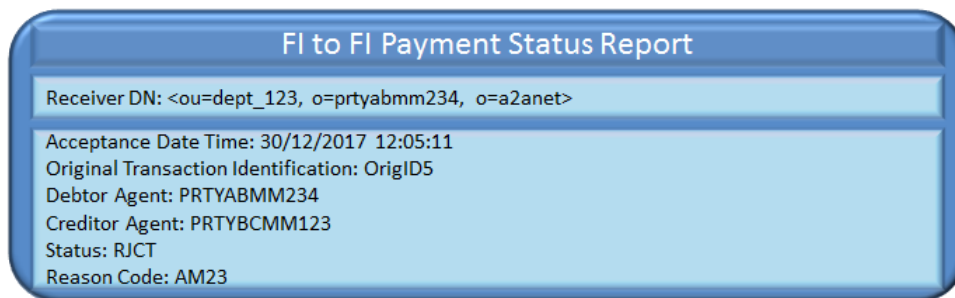 FI to FI Payment Status Report
Receiver DN: <ou=dept_123, o=prtyabmm234, o=a2anet>
Acceptance Date Time: 30/12/2017 12:05:11
Original Transaction Identification: OrigID5
Debtor Agent: PRTYABMM234
Creditor Agent: PRTYBCMM123
Status: RJCT
Reason Code: AM23